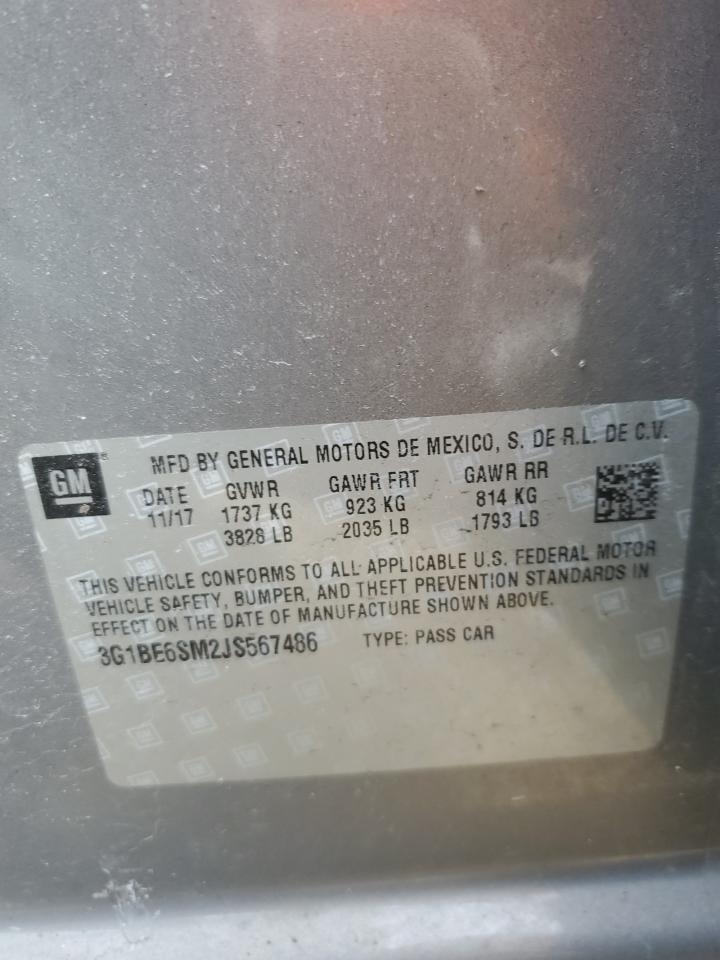 GM
MFD BY GENERAL MOTORS DE MEXICO, S. DE R.L. DE C.V.
DATE GVWR GAWR FRT GAWR RR
11/17 1737 KG 923 KG 814 KG
3828 LB 2035 LB 1793 LB
THIS VEHICLE CONFORMS TO ALL APPLICABLE U.S. FEDERAL MOTOR
VEHICLE SAFETY, BUMPER, AND THEFT PREVENTION STANDARDS IN
EFFECT ON THE DATE OF MANUFACTURE SHOWN ABOVE.
3G1BE6SM2JS567486 TYPE: PASS CAR